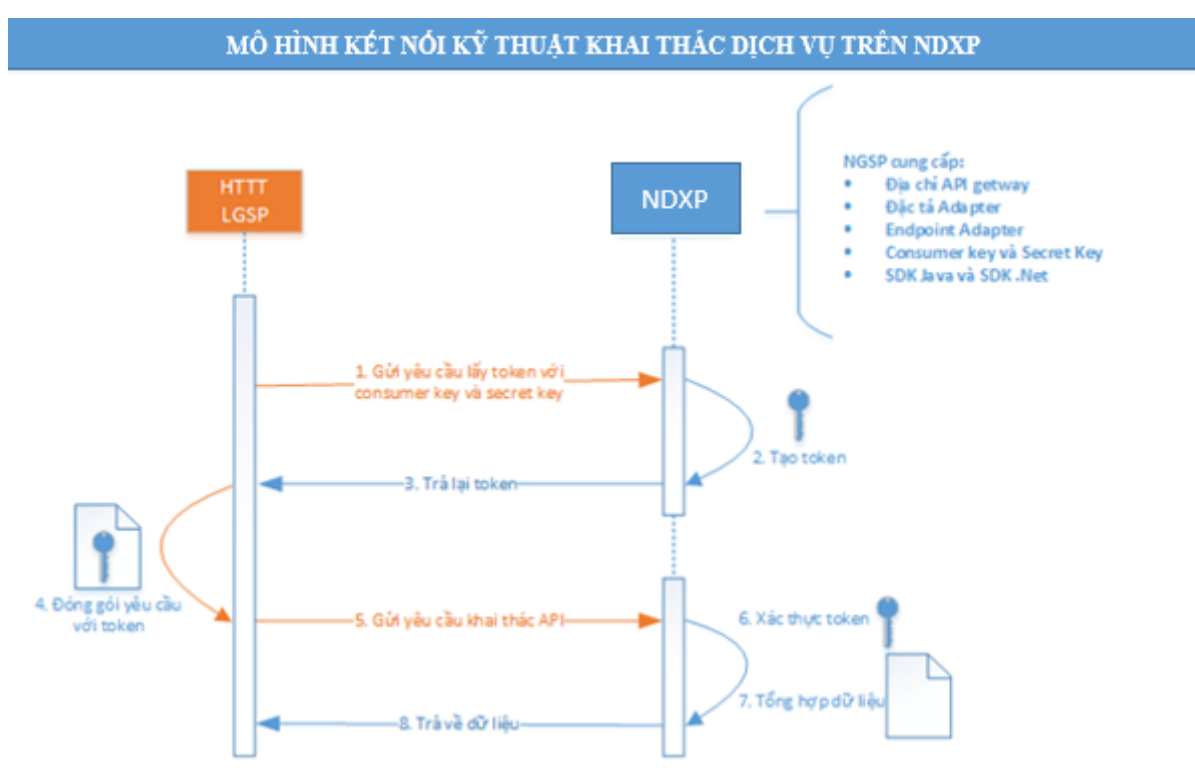 MÔ HÌNH KẾT NỐI KỸ THUẬT KHAI THÁC DỊCH VỤ TRÊN NDXP
HTTT
LGSP
NDXP
NGSP cung cấp:
• Địa chỉ API getway
• Đặc tả Adapter
• Endpoint Adapter
• Consumer key và Secret Key
• SDK Java và SDK .Net
1. Gửi yêu cầu lấy token với
consumer key và secret key
2. Tạo token
3. Trả lại token
4. Đóng gói yêu cầu
với token
5. Gửi yêu cầu khai thác API
6. Xác thực token
7. Tổng hợp dữ liệu
8. Trả về dữ liệu